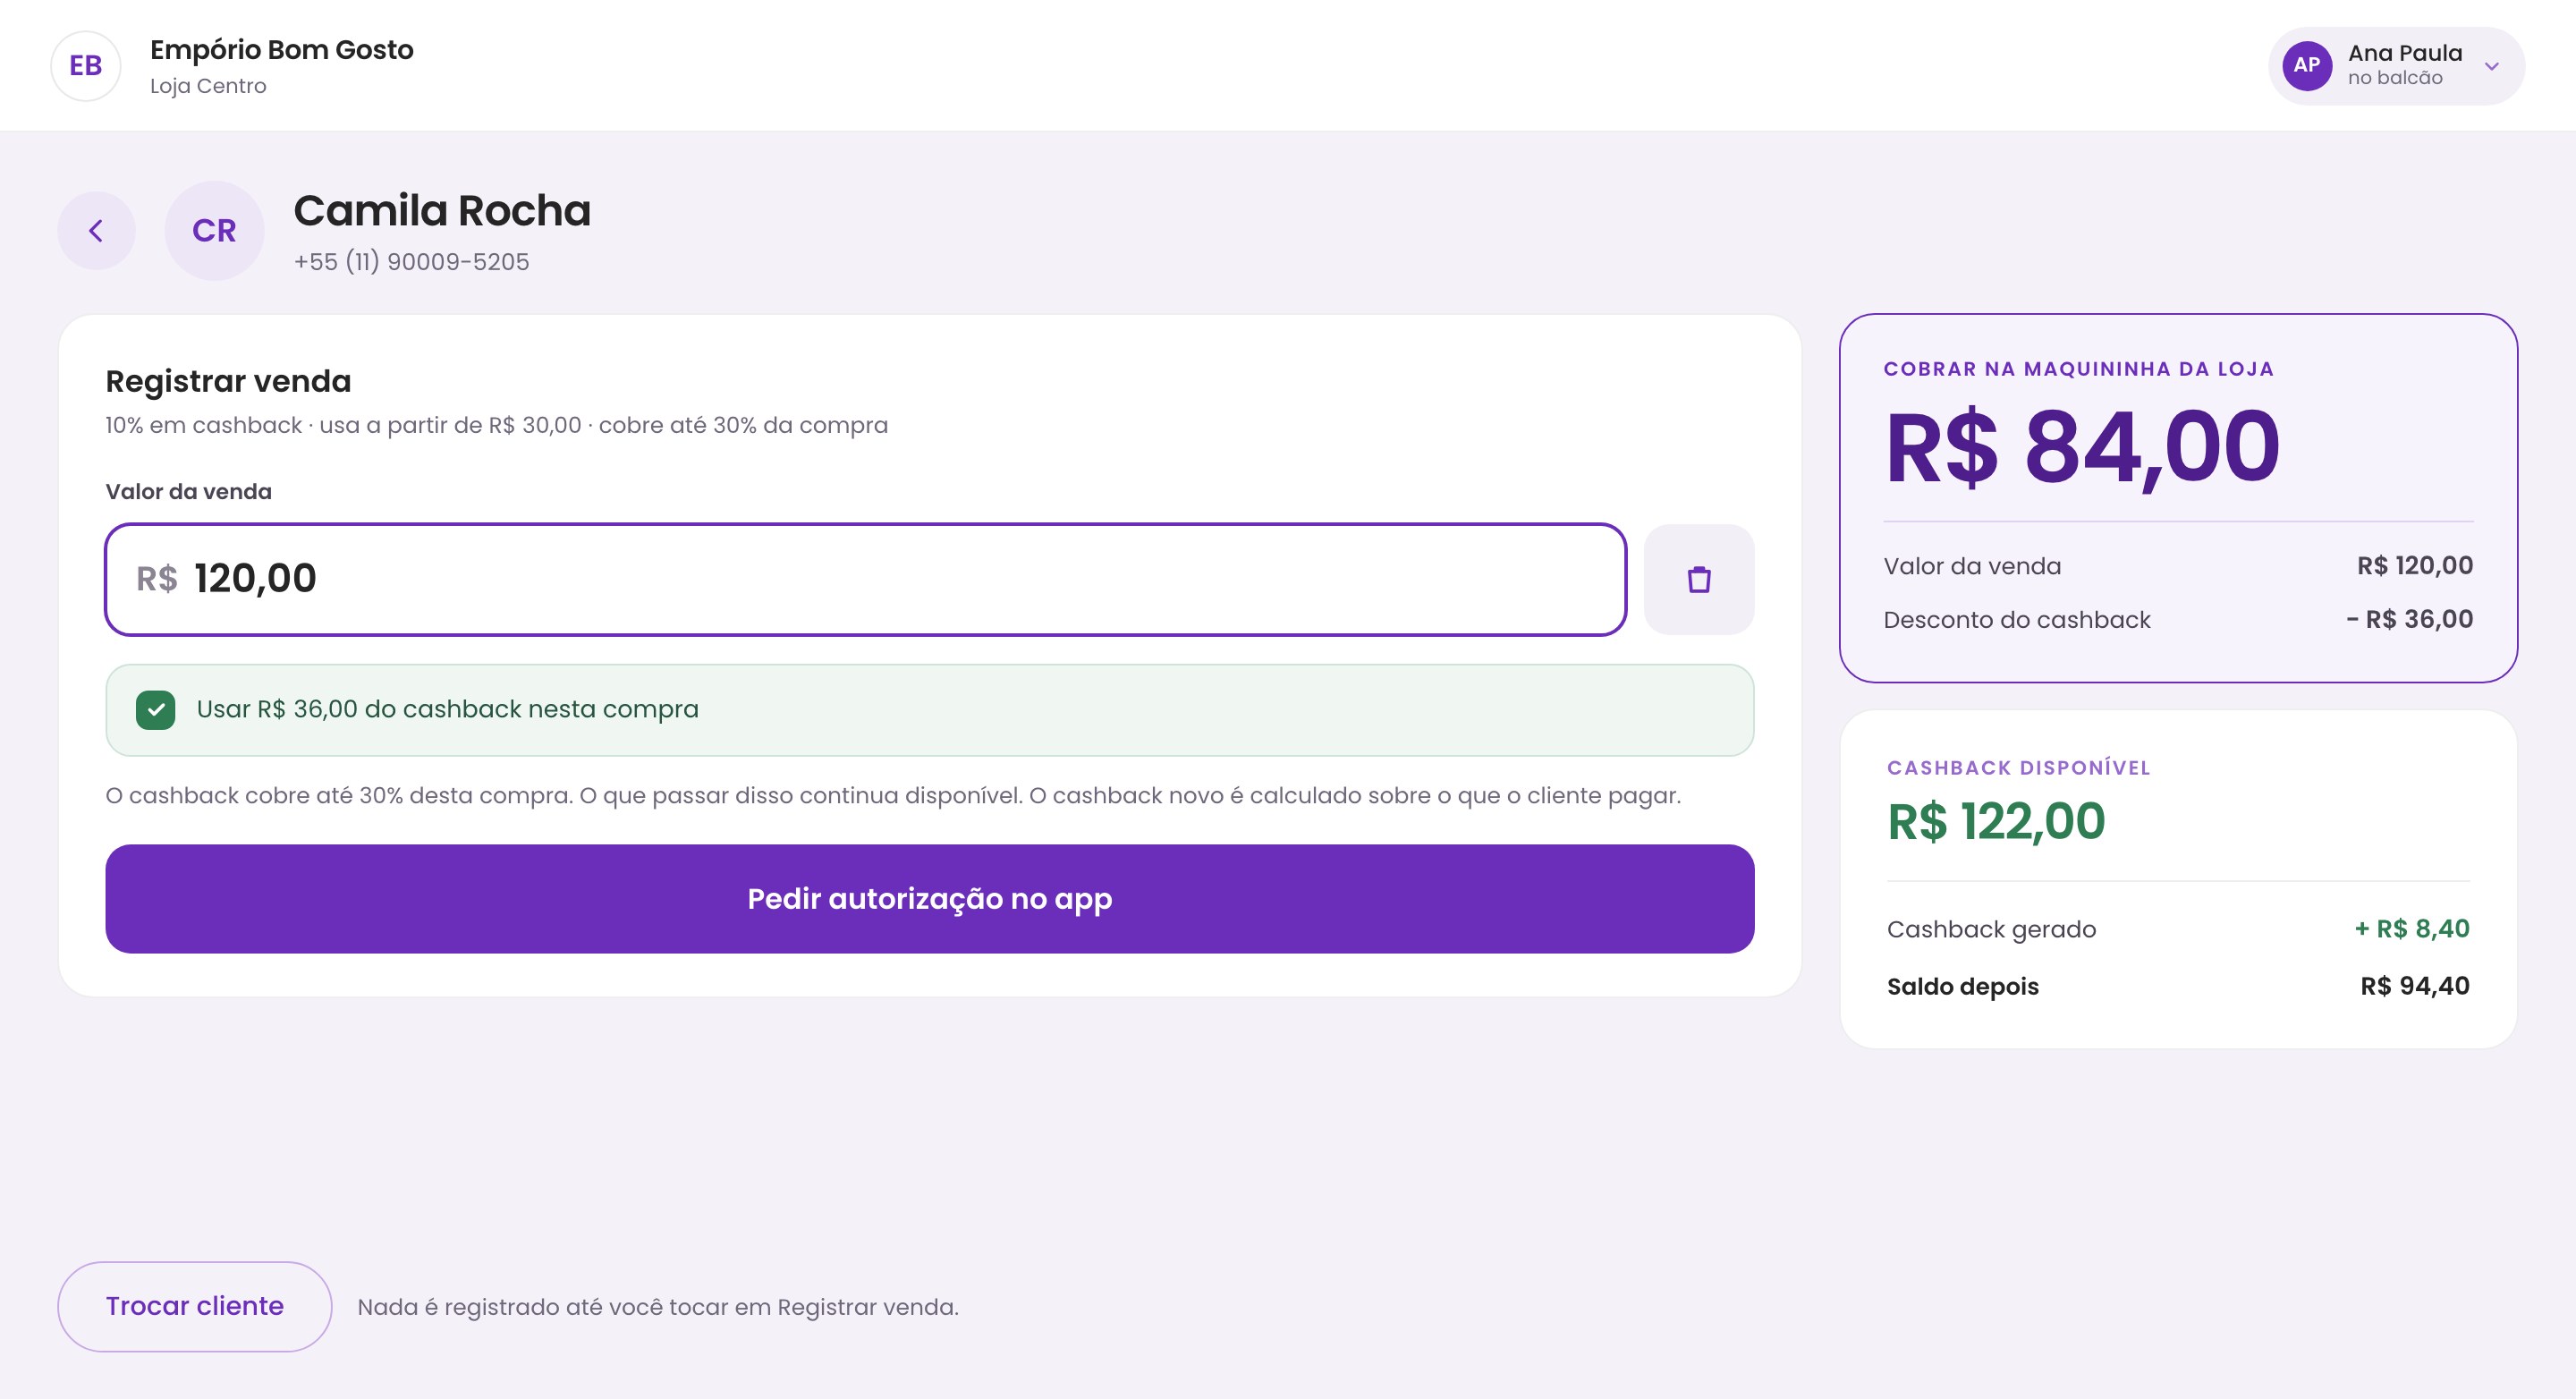 EB
Empório Bom Gosto
Loja Centro
AP
Ana Paula
no balcão
CR
Camila Rocha
+55 (11) 90009-5205
Registrar venda
10% em cashback · usa a partir de R$ 30,00 · cobre até 30% da compra
Valor da venda
R$ 120,00
Usar R$ 36,00 do cashback nesta compra
O cashback cobre até 30% desta compra. O que passar disso continua disponível. O cashback novo é calculado sobre o que o cliente pagar.
Pedir autorização no app
COBRAR NA MAQUININHA DA LOJA
R$ 84,00
Valor da venda R$ 120,00
Desconto do cashback - R$ 36,00
CASHBACK DISPONÍVEL
R$ 122,00
Cashback gerado + R$ 8,40
Saldo depois R$ 94,40
Trocar cliente
Nada é registrado até você tocar em Registrar venda.